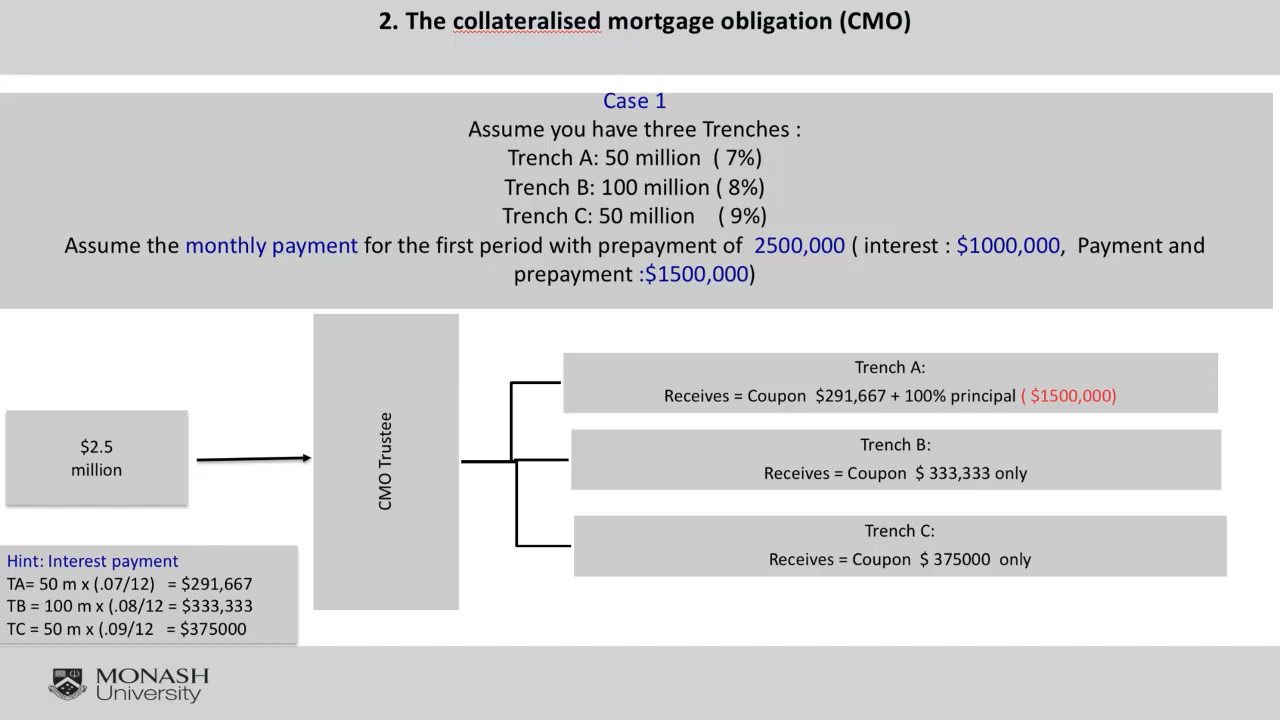 2. The collateralised mortgage obligation (CMO)
Case 1
Assume you have three Trenches :
Trench A: 50 million ( 7%)
Trench B: 100 million ( 8%)
Trench C: 50 million ( 9%)
Assume the monthly payment for the first period with prepayment of 2500,000 ( interest : $1000,000, Payment and
prepayment :$1500,000)
$2.5
million
CMO Trustee
Trench A:
Receives = Coupon $291,667 + 100% principal ( $1500,000)
Trench B:
Receives = Coupon $ 333,333 only
Trench C:
Receives = Coupon $ 375000 only
Hint: Interest payment
TA= 50 m x (.07/12) = $291,667
TB = 100 m x (.08/12 = $333,333
TC = 50 m x (.09/12 = $375000
MONASH
University